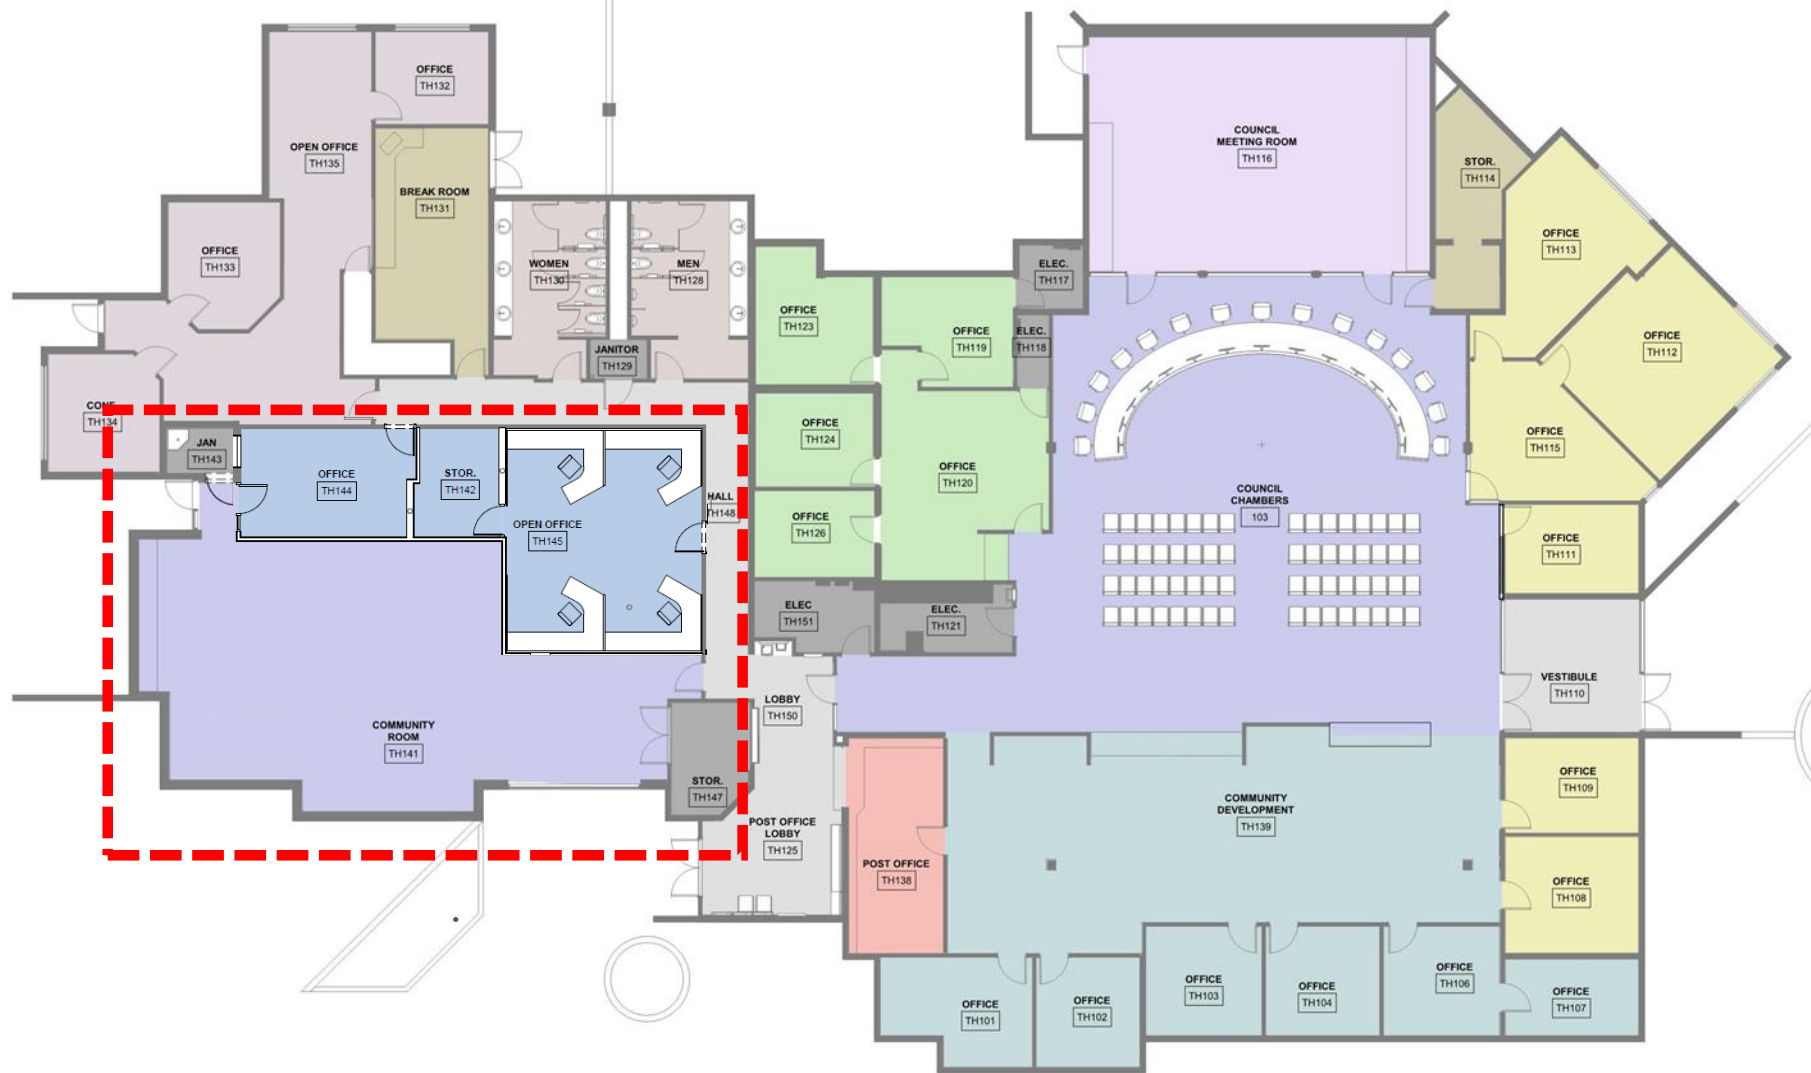 OFFICE
TH132
OPEN OFFICE
TH135
BREAK ROOM
TH131
OFFICE
TH133
WOMEN
TH130
MEN
TH128
JANITOR
TH129
CONF
TH134
JAN
TH143
OFFICE
TH144
STOR.
TH142
OPEN OFFICE
TH145
HALL
TH148
COMMUNITY
ROOM
TH141
STOR.
TH147
COUNCIL
MEETING ROOM
TH116
STOR.
TH114
OFFICE
TH113
OFFICE
TH112
ELEC.
TH117
ELEC.
TH118
OFFICE
TH123
OFFICE
TH119
OFFICE
TH124
OFFICE
TH120
OFFICE
TH126
OFFICE
TH115
COUNCIL
CHAMBERS
103
OFFICE
TH111
ELEC
TH151
ELEC.
TH121
VESTIBULE
TH110
LOBBY
TH150
POST OFFICE
LOBBY
TH125
POST OFFICE
TH138
COMMUNITY
DEVELOPMENT
TH139
OFFICE
TH109
OFFICE
TH108
OFFICE
TH101
OFFICE
TH102
OFFICE
TH103
OFFICE
TH104
OFFICE
TH106
OFFICE
TH107